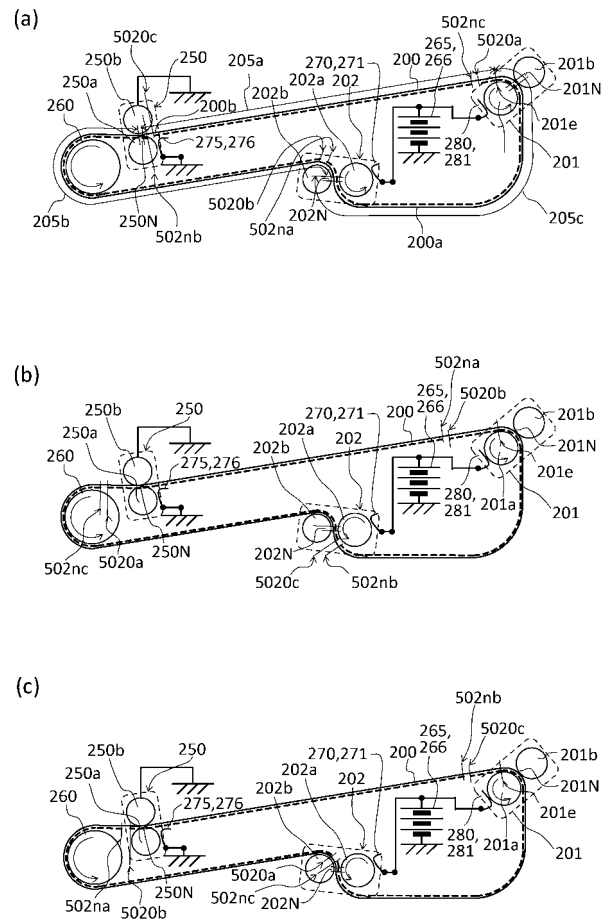 (a)
502nc
5020c
250b
250
205a
270,271
200
265,
266
5020a
201b
250a
260
200b
202a
202
202b
201N
275,276
280,
281
201e
201
5020b
205b
250N
502nb
502na
202N
200a
205c
(b)
502na
5020b
250b
250
270,271
265,
266
200
201b
250a
202a
202
201N
260
275,276
202b
201e
280,
281
201a
201
502nc
5020a
250N
202N
5020c
502nb
(c)
502nb
5020c
250b
250
270,271
265,
266
200
201b
250a
202a
202
201N
260
275,276
202b
201e
280,
281
201a
201
5020a
502nc
502na
250N
5020b
202N